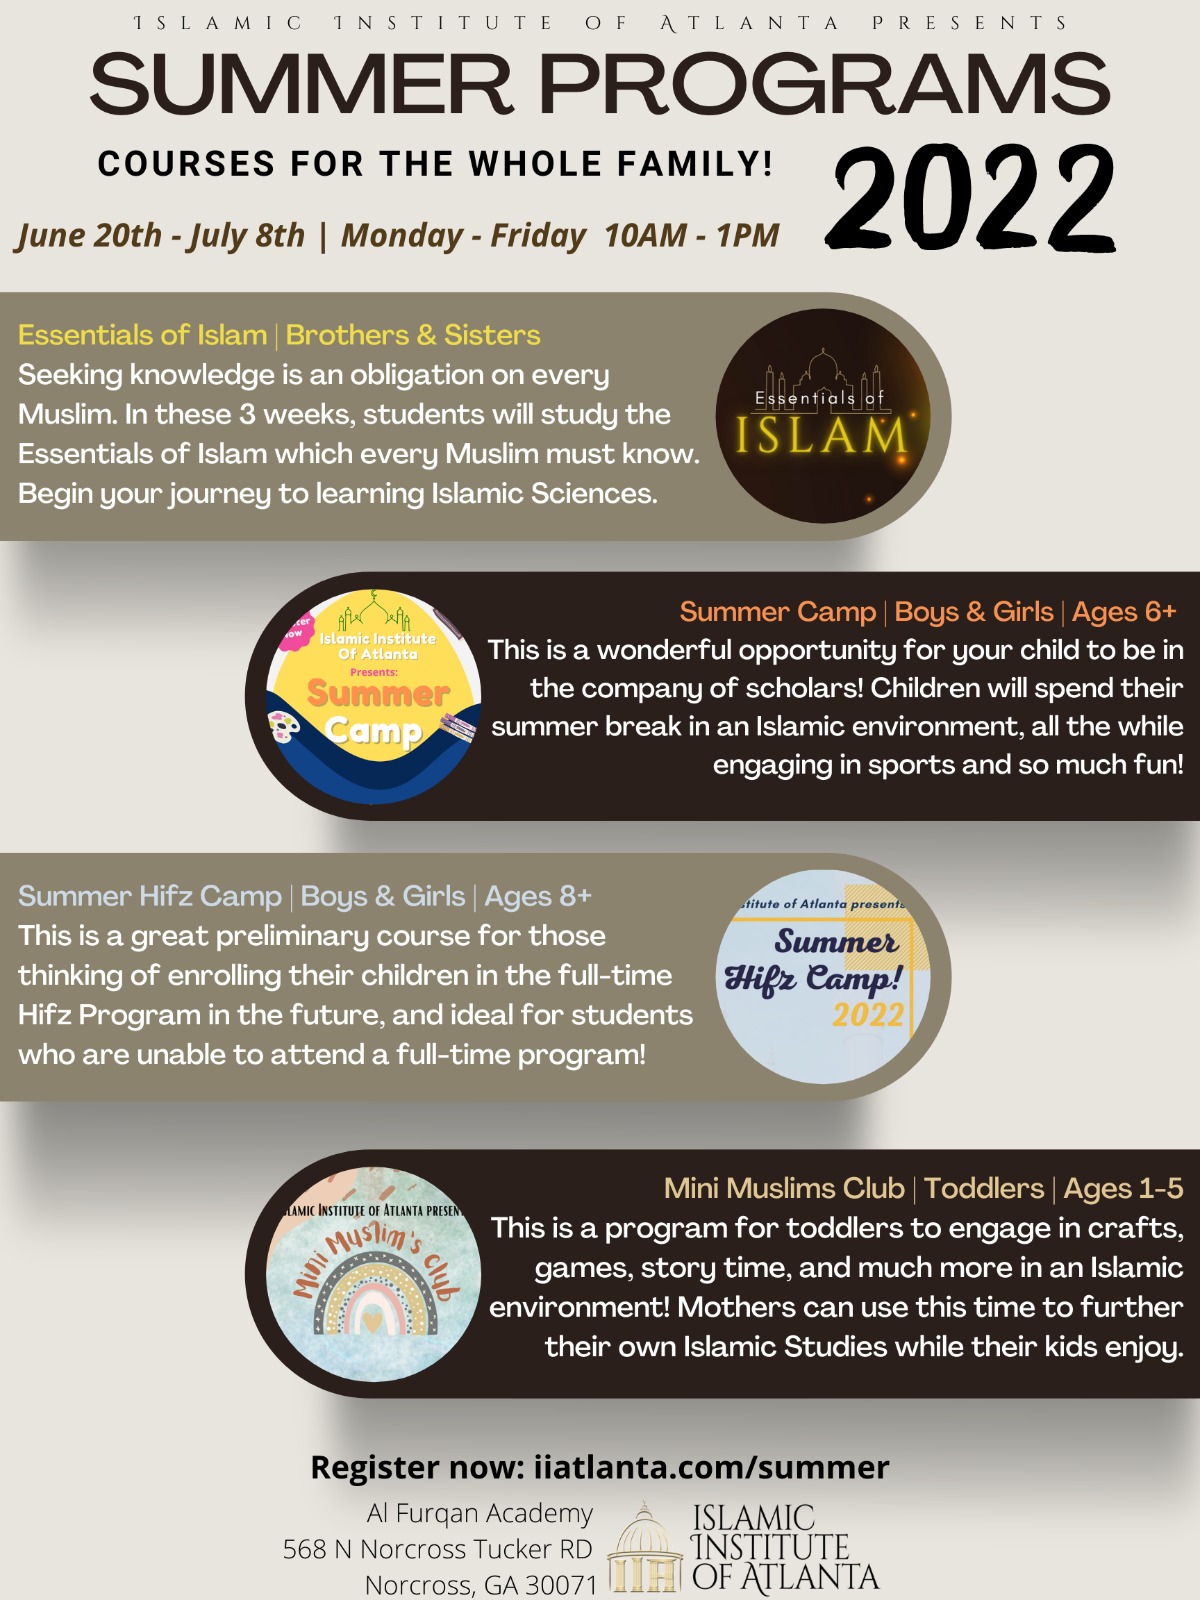 Islamic Institute of Atlanta Presents
SUMMER PROGRAMS
COURSES FOR THE WHOLE FAMILY!
2022
June 20th - July 8th | Monday - Friday 10AM - 1PM
Essentials of Islam | Brothers & Sisters
Seeking knowledge is an obligation on every
Muslim. In these 3 weeks, students will study the
Essentials of Islam which every Muslim must know.
Begin your journey to learning Islamic Sciences.
Essentials of
ISLAM
Islamic Institute
Of Atlanta
Presents:
Summer
Camp
Summer Camp | Boys & Girls | Ages 6+
This is a wonderful opportunity for your child to be in
the company of scholars! Children will spend their
summer break in an Islamic environment, all the while
engaging in sports and so much fun!
Summer Hifz Camp | Boys & Girls | Ages 8+
This is a great preliminary course for those
thinking of enrolling their children in the full-time
Hifz Program in the future, and ideal for students
who are unable to attend a full-time program!
of Atlanta presents
Summer
Hifz Camp!
2022
Institute of Atlanta
Mini Muslim's Club
Mini Muslims Club | Toddlers | Ages 1-5
This is a program for toddlers to engage in crafts,
games, story time, and much more in an Islamic
environment! Mothers can use this time to further
their own Islamic Studies while their kids enjoy.
Register now: iiatlanta.com/summer
Al Furqan Academy
568 N Norcross Tucker RD
Norcross, GA 30071
ISLAMIC
INSTITUTE
OF ATLANTA